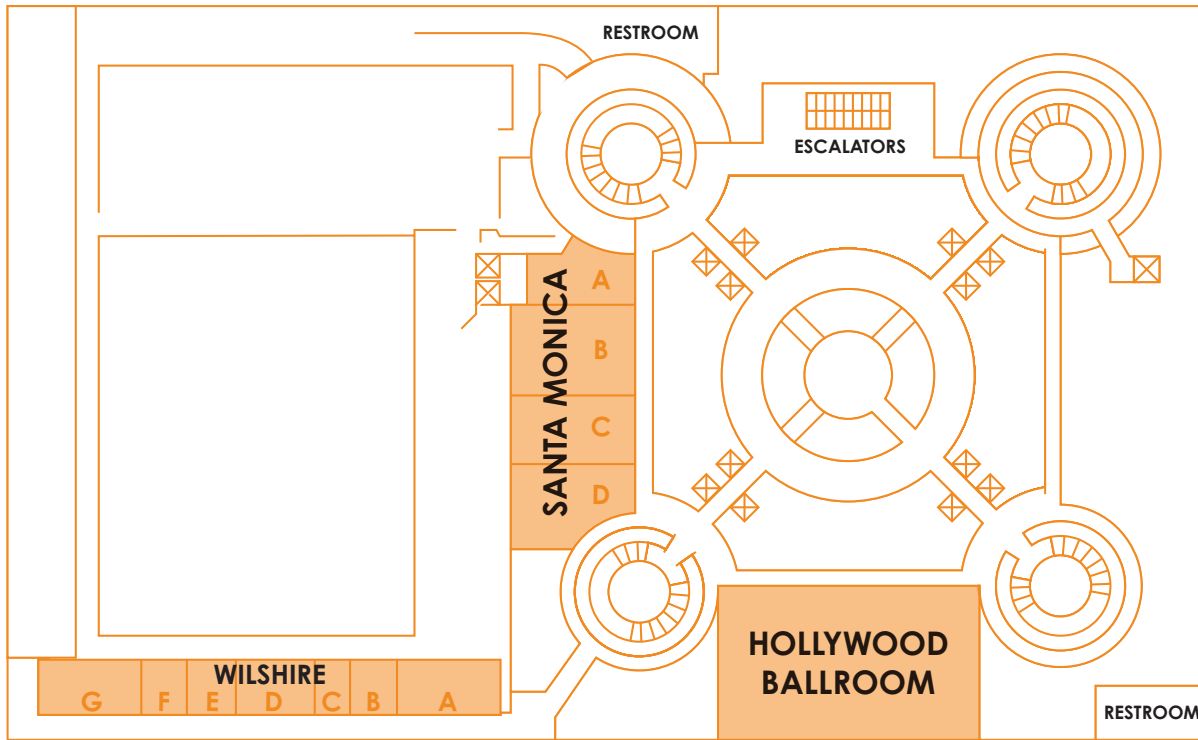 RESTROOM
ESCALATORS
SANTA MONICA
A
B
C
D
WILSHIRE
G F E D C B A
HOLLYWOOD
BALLROOM
RESTROOM